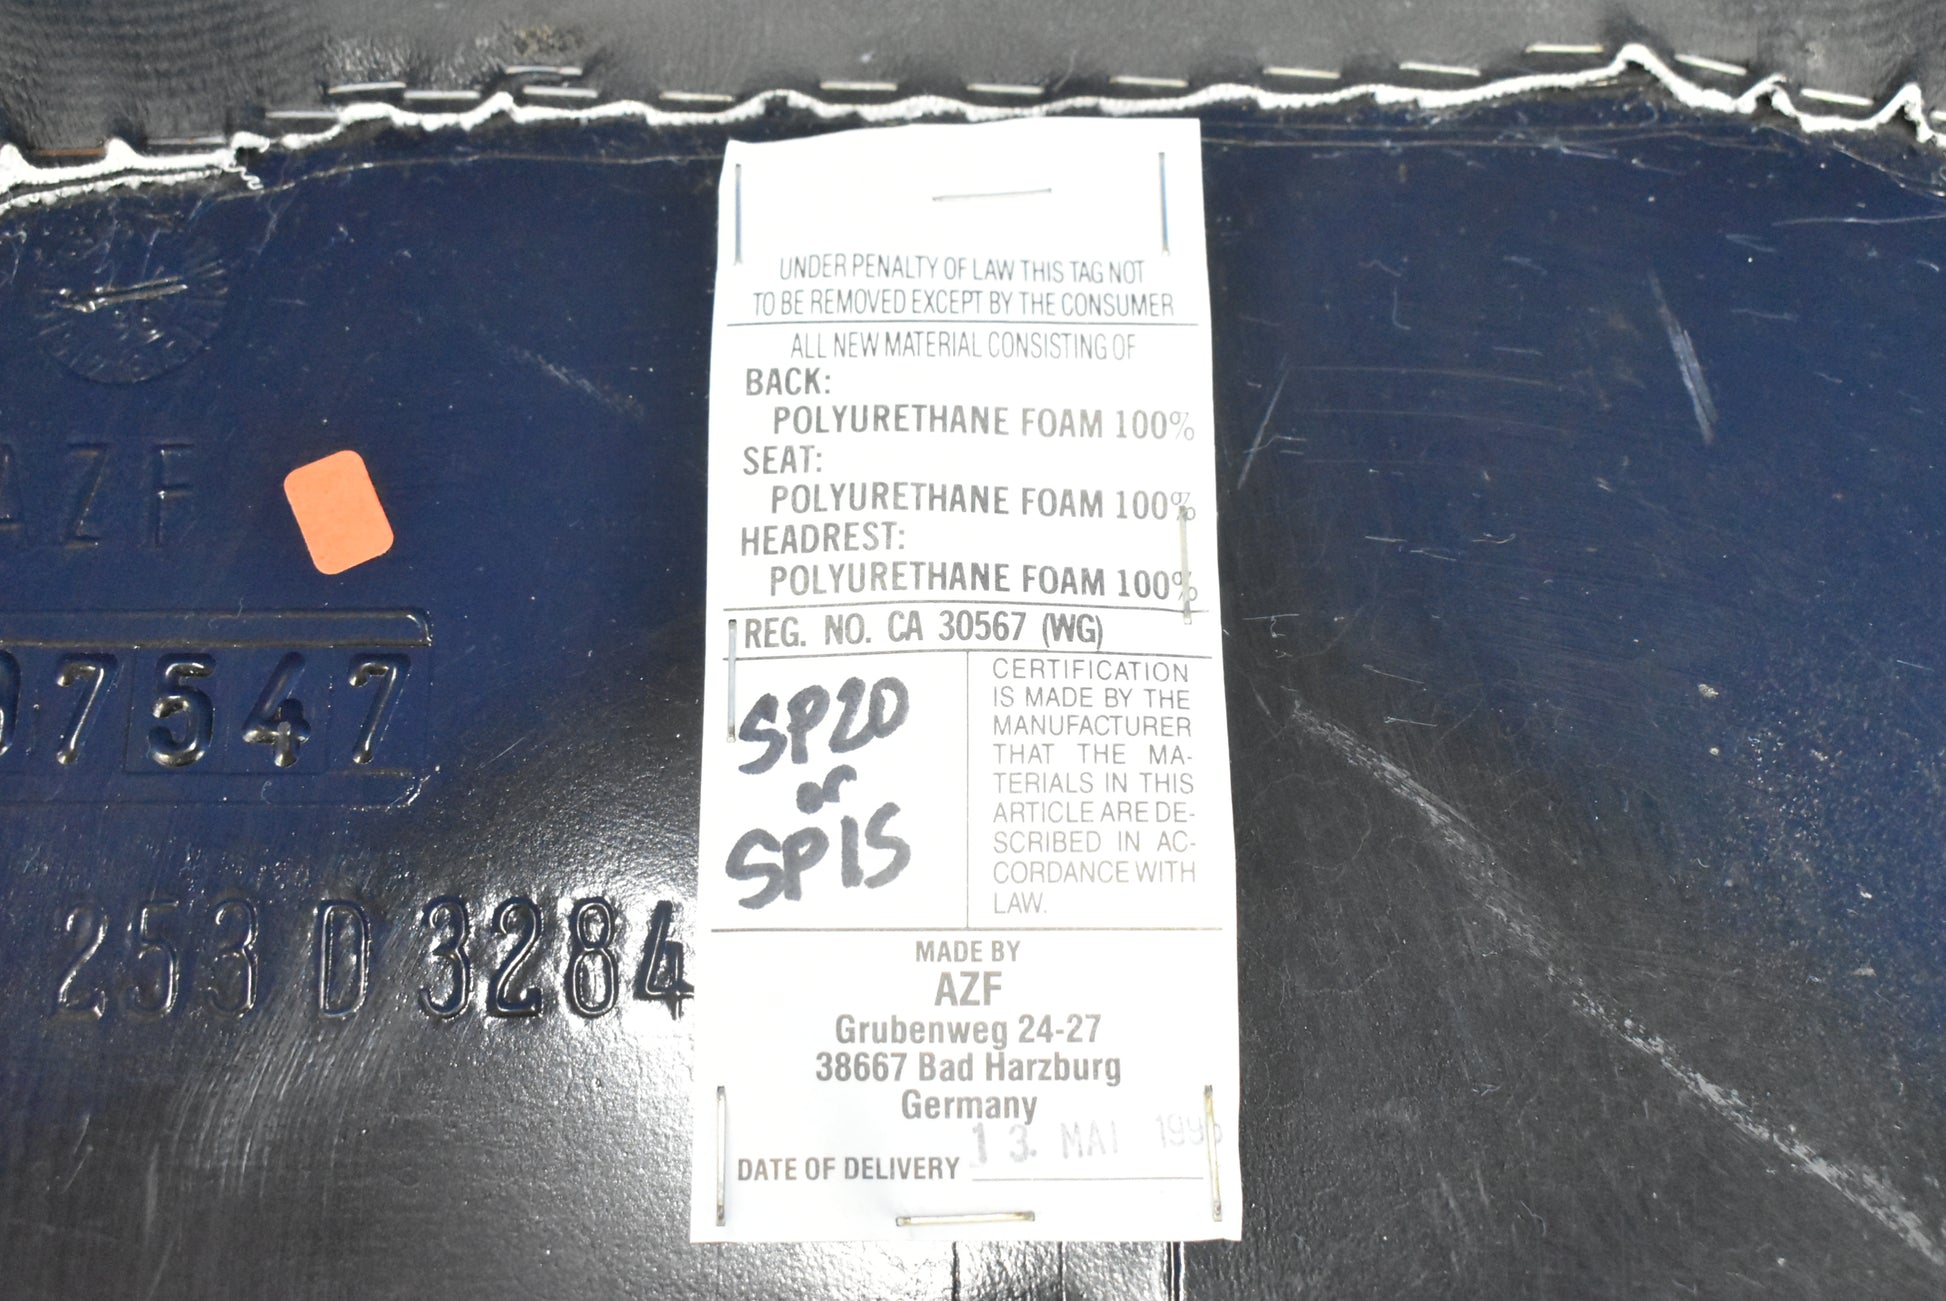 UNDER PENALTY OF LAW THIS TAG NOT
TO BE REMOVED EXCEPT BY THE CONSUMER
ALL NEW MATERIAL CONSISTING OF
BACK:
POLYURETHANE FOAM 100%
SEAT:
POLYURETHANE FOAM 100%
HEADREST:
POLYURETHANE FOAM 100%
REG. NO. CA 30567 (WG)
SP20
or
SP15
CERTIFICATION
IS MADE BY THE
MANUFACTURER
THAT THE MA-
TERIALS IN THIS
ARTICLE ARE DE-
SCRIBED IN AC-
CORDANCE WITH
LAW.
MADE BY
AZF
Grubenweg 24-27
38667 Bad Harzburg
Germany
DATE OF DELIVERY 13. MAI
AZF
7547
253 D 3284